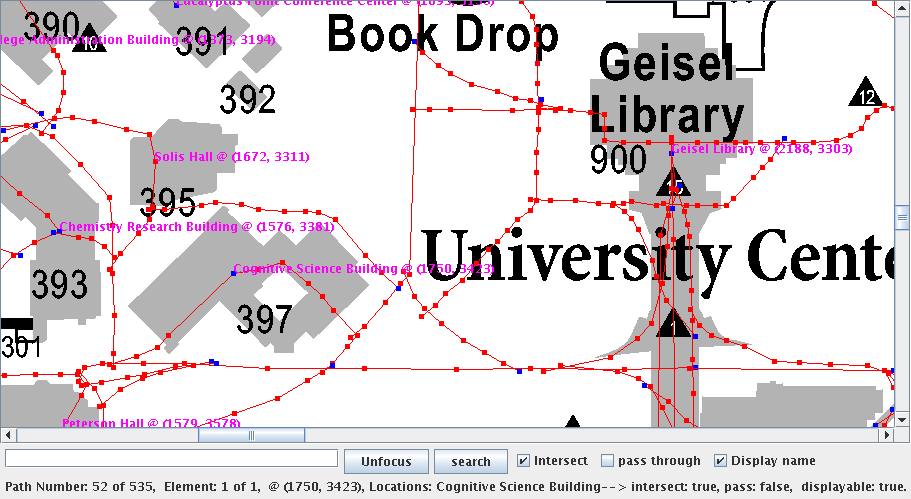 Eucalyptus Point Conference Center @ (1695, 3155)
390
10
391
lege Administration Building @ (1373, 3194)
Book Drop
392
Geisel
Library
12
900
Geisel Library @ (2188, 3303)
Solis Hall @ (1672, 3311)
395
Chemistry Research Building @ (1576, 3381)
University Cente
Cognitive Science Building @ (1750, 3423)
393
397
1
301
Peterson Hall @ (1579, 3578)
Unfocus
search
Intersect
pass through
Display name
Path Number: 52 of 535, Element: 1 of 1, @ (1750, 3423), Locations: Cognitive Science Building--> intersect: true, pass: false, displayable: true.